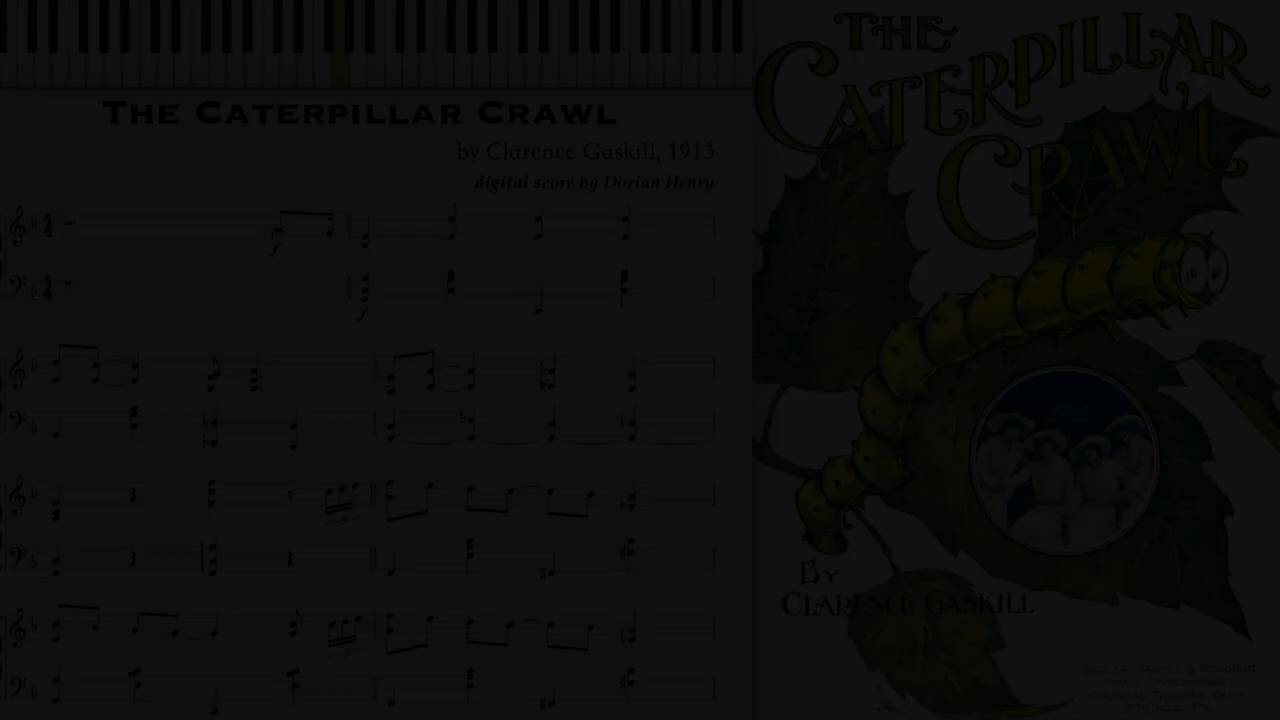 THE CATERPILLAR CRAWL
by Clarence Gaskill, 1913
digital score by Dorian Henry
f
f
THE
CATERPILLAR
CRAWL
BY
CLARENCE GASKILL